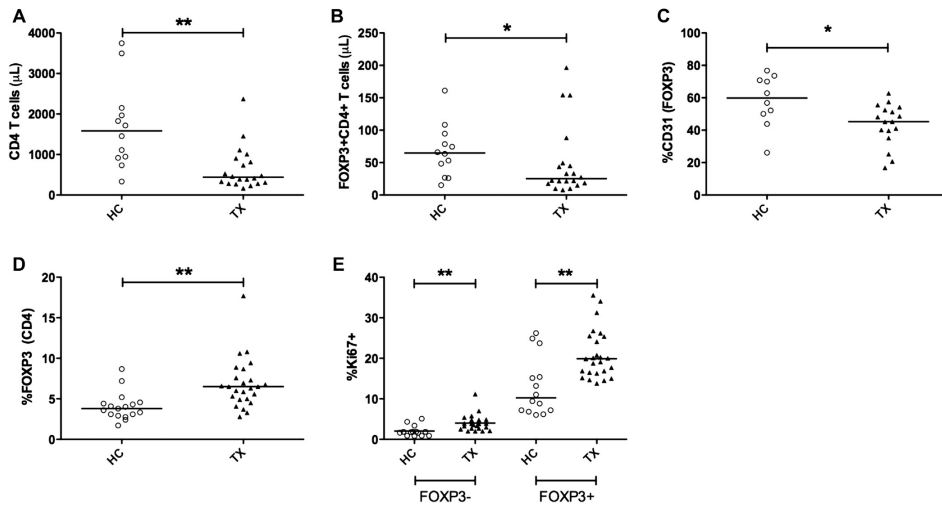 A
**
CD4 T cells (μL)
4000
3000
2000
1000
0
HC
TX
B
*
FOXP3+CD4+ T cells (μL)
250
200
150
100
50
0
HC
TX
C
*
%CD31 (FOXP3)
100
80
60
40
20
0
HC
TX
D
**
%FOXP3 (CD4)
20
15
10
5
0
HC
TX
E
**
**
%Ki67+
40
30
20
10
0
HC
TX
HC
TX
FOXP3-
FOXP3+